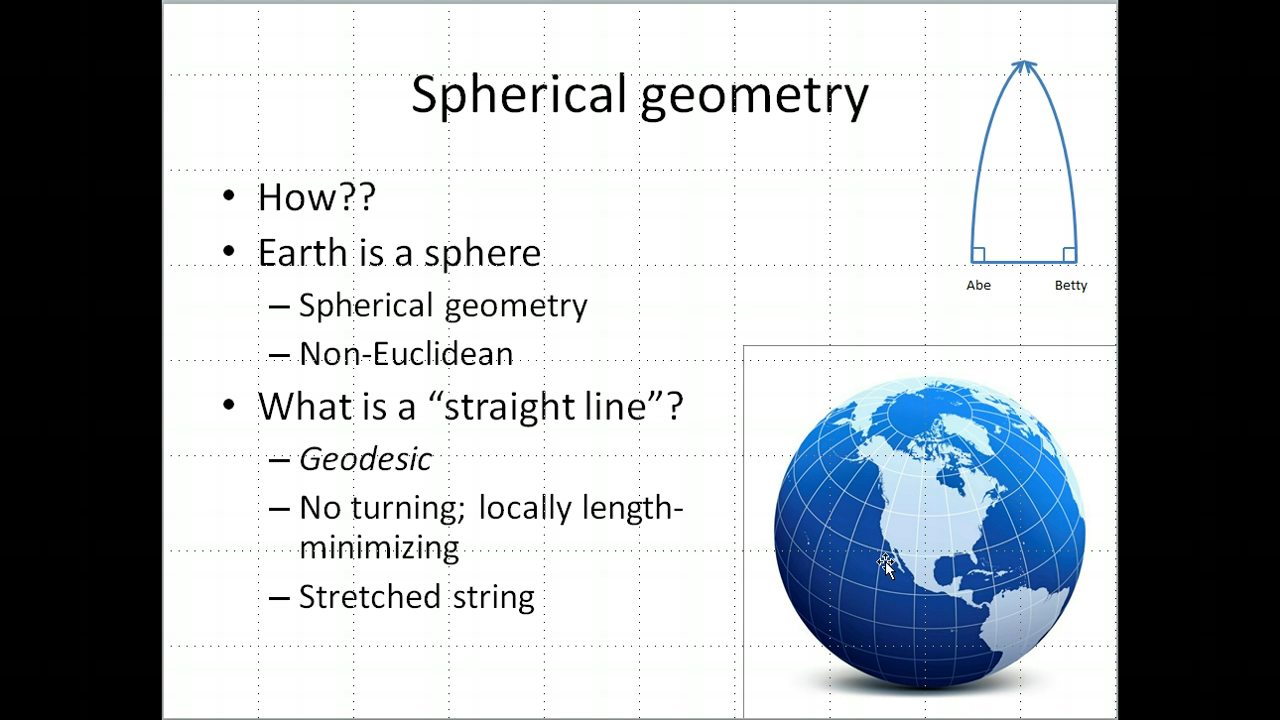 Spherical geometry
• How??
• Earth is a sphere
– Spherical geometry
– Non-Euclidean
• What is a “straight line”?
– Geodesic
– No turning; locally length-
minimizing
– Stretched string
Abe
Betty